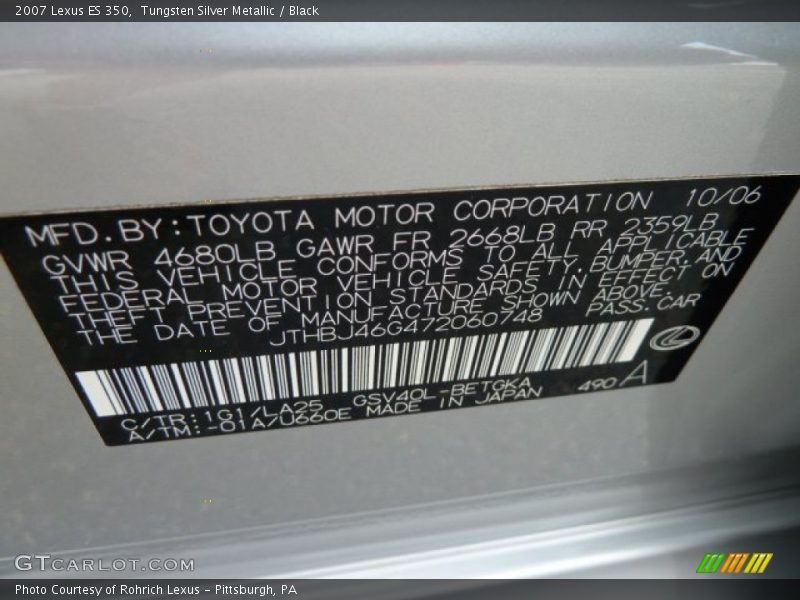 2007 Lexus ES 350,  Tungsten Silver Metallic / Black
MFD. BY: TOYOTA MOTOR CORPORATION 10/06
GVWR 4680LB GAWR FR 2668LB RR 2359LB
THIS VEHICLE CONFORMS TO ALL APPLICABLE
FEDERAL MOTOR VEHICLE SAFETY, BUMPER, AND
THEFT PREVENTION STANDARDS IN EFFECT ON
THE DATE OF MANUFACTURE SHOWN ABOVE.
JTHBJ46G472060748 PASS. CAR
C/TR: 1G1/LA25 GSV40L-BETGKA 490 A
A/TM: -01A/U660E MADE IN JAPAN
GTCARLOT.COM
Photo Courtesy of Rohrich Lexus - Pittsburgh, PA